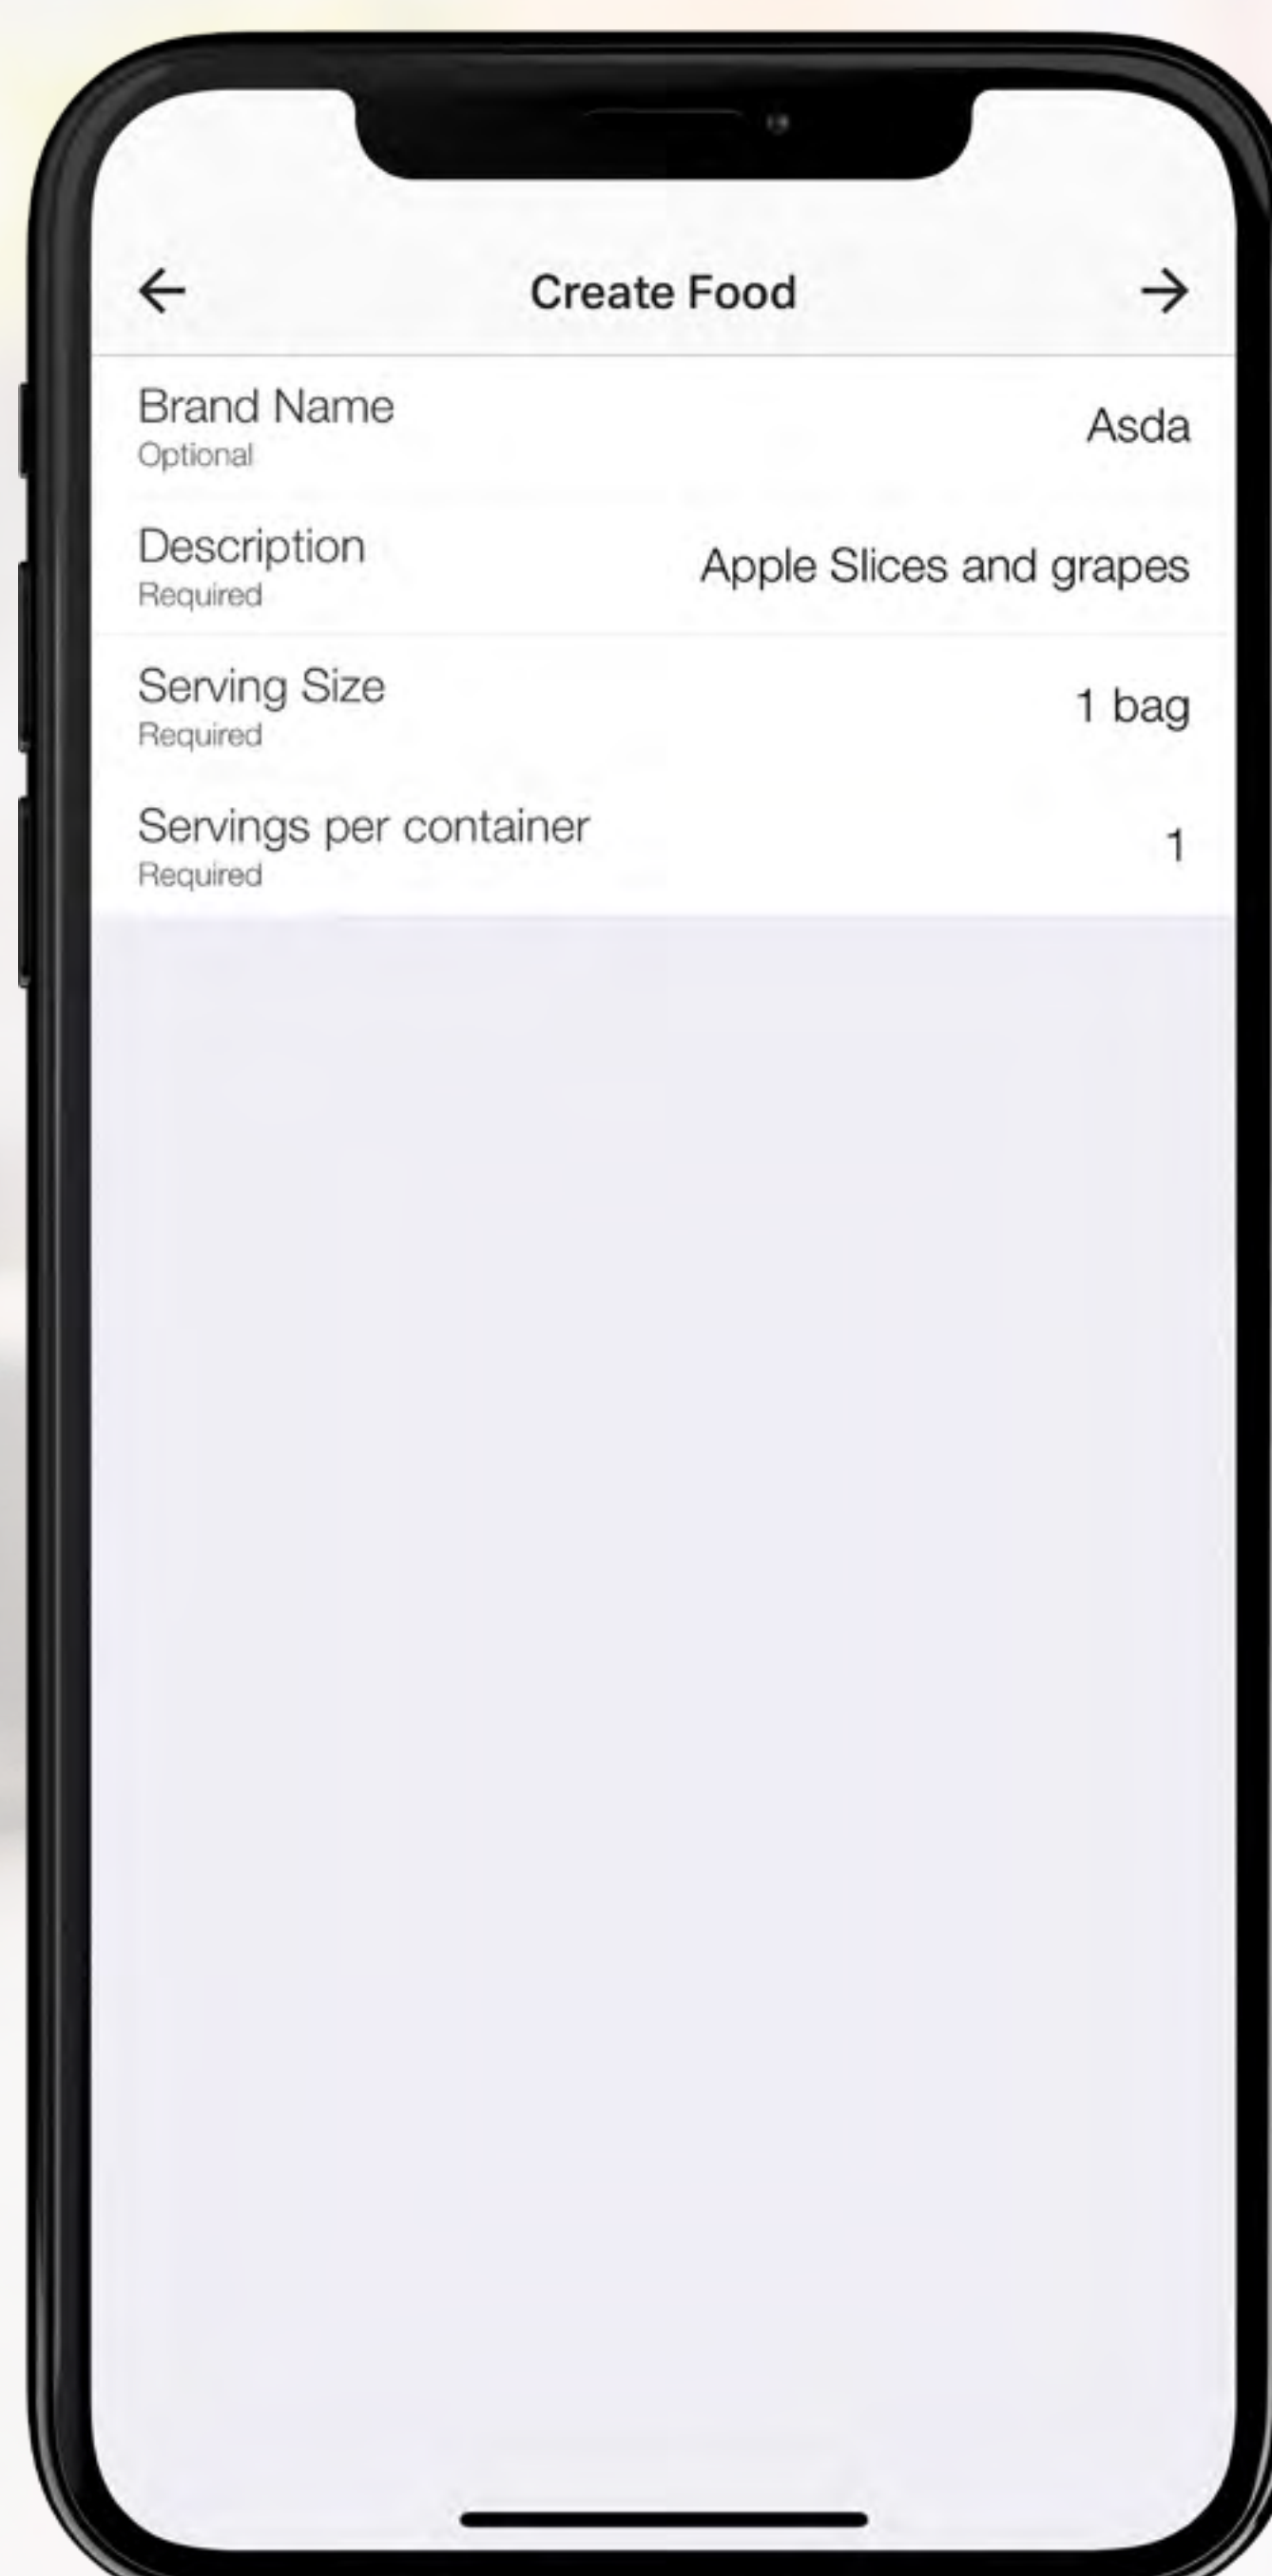 Create Food
Brand Name
Optional
Asda
Description
Required
Apple Slices and grapes
Serving Size
Required
1 bag
Servings per container
Required
1